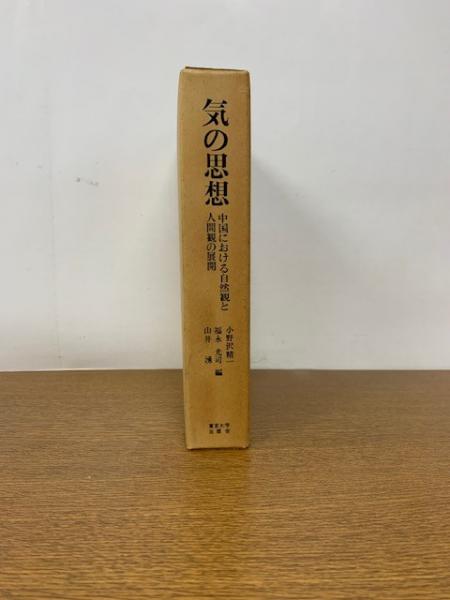 気の思想
中国における自然観と
人間観の展開
小野沢精一
福永光司
山井湧
編
東京大学
出版会